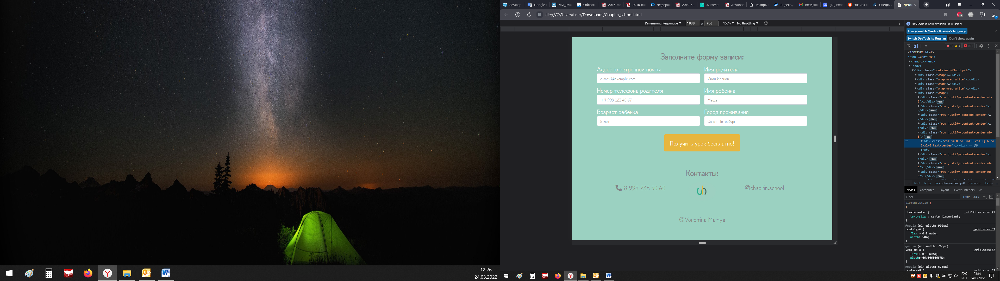 12:26
24.03.2022
desktop
Google
МИ_365
Област
2016-m
2016-64
Федера
2019-58
Automat
Advance
Роторы
Яндекс.
Входящ
(18) Вхо
значок
Спецси
Детск
file:///C:/Users/user/Downloads/Chaplin_school.html
12
2
Dimensions: Responsive
1000 × 780
100%
No throttling
Заполните форму записи:
Адрес электронной почты
Имя родителя
e-mail@example.com
Иван Иванов
Номер телефона родителя
Имя ребенка
+7 999 123 45 67
Маша
Возраст ребёнка
Город проживания
8 лет
Санкт-Петербург
Получить урок бесплатно!
Контакты:
8 999 238 50 60
@chaplin.school
©Voronina Mariya
DevTools is now available in Russian!
Always match Yandex Browser's language
Switch DevTools to Russian
Don't show again
12
3
101
<!DOCTYPE html>
<html lang="ru">
<head>…</head>
<body>
<div class="container-fluid p-0">
<div class="wrap">…</div>
<div class="wrap wrap_white">…</div>
<div class="wrap">…</div>
<div class="wrap wrap_white">…</div>
<div class="wrap">
<div class="row justify-content-center mt-
5">…</div> flex
<div class="row justify-content-center">…
</div> flex
<div class="row justify-content-center">…
</div> flex
<div class="row justify-content-center">…
</div> flex
<div class="row justify-content-center mb-
5"> flex
<div class="col-sm-8 col-md-8 col-lg-6 co
l-xl-6 text-center">…</div> == $0
</div>
<div class="row justify-content-center">…
</div> flex
<div class="row justify-content-center mb-
5">…</div> flex
<div class="row justify-content-center mb-
5">…</div> flex
… html body div.container-fluid.p-0 div.wrap div.rov …
Styles
Computed
Layout
Event Listeners
Filter
:hov .cls
element.style {
}
.text-center {
_utilities.scss:71
text-align: center!important;
}
@media (min-width: 992px)
.col-lg-6 {
_grid.scss:32
flex: 0 0 auto;
width: 50%;
}
@media (min-width: 768px)
.col-md-8 {
_grid.scss:32
flex: 0 0 auto;
width: 66.66666667%;
}
@media (min-width: 576px)
РУС
RUT
12:26
24.03.2022